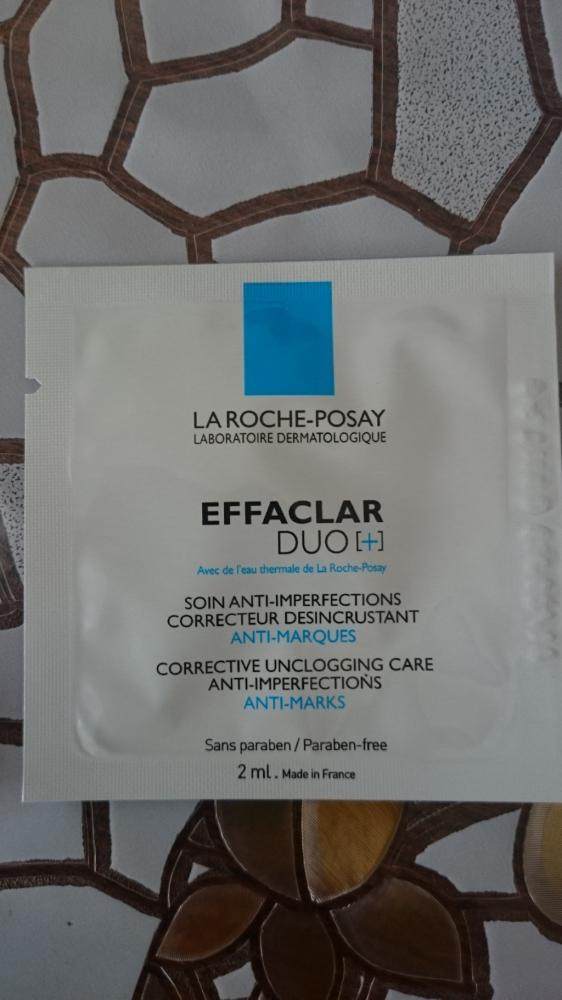 LA ROCHE-POSAY
LABORATOIRE DERMATOLOGIQUE
EFFACLAR
DUO [+]
Avec de l'eau thermale de La Roche-Posay
SOIN ANTI-IMPERFECTIONS
CORRECTEUR DESINCRUSTANT
ANTI-MARQUES
CORRECTIVE UNCLOGGING CARE
ANTI-IMPERFECTIONS
ANTI-MARKS
Sans paraben / Paraben-free
2 ml. Made in France